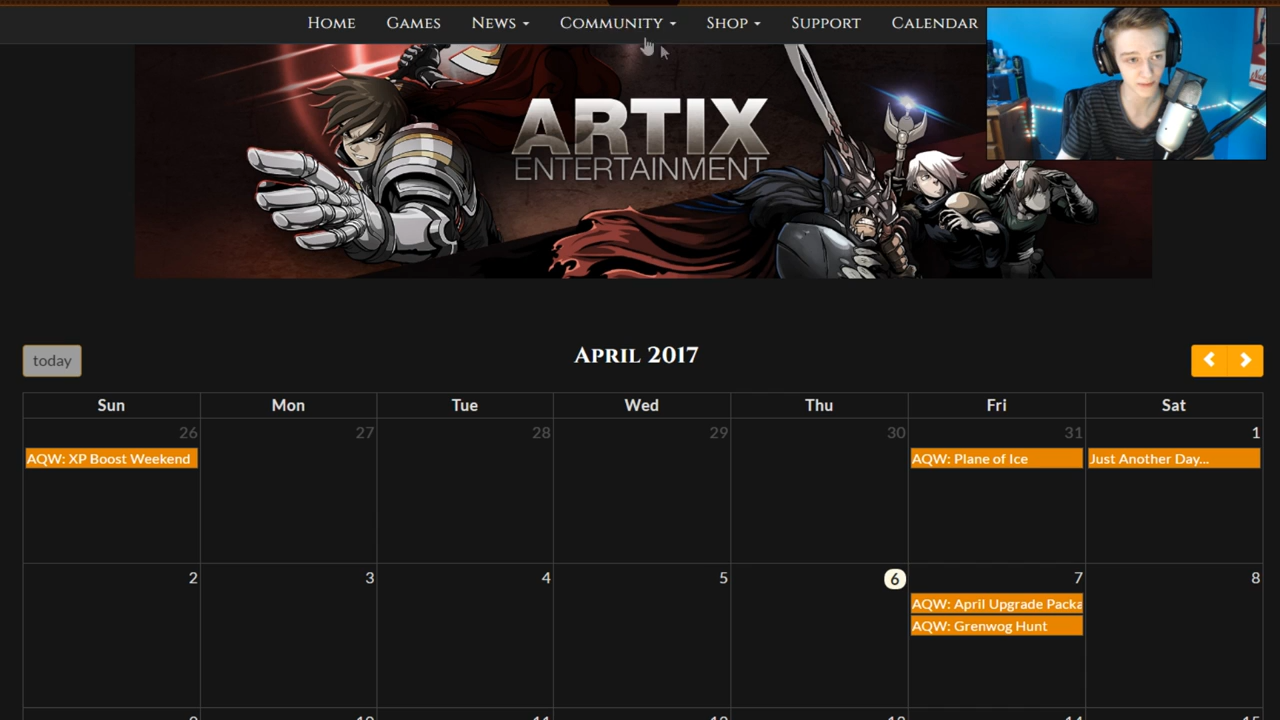 HOME GAMES NEWS COMMUNITY SHOP SUPPORT CALENDAR
ARTIX
ENTERTAINMENT
today
APRIL 2017
Sun Mon Tue Wed Thu Fri Sat
26 27 28 29 30 31 1
AQW: XP Boost Weekend AQW: Plane of Ice Just Another Day...
2 3 4 5 6 7 8
AQW: April Upgrade Packa
AQW: Grenwog Hunt